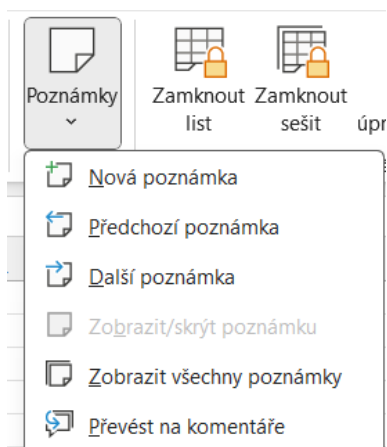 Poznámky
Zamknout
list
Zamknout
sešit
úpr
Nová poznámka
Předchozí poznámka
Další poznámka
Zobrazit/skrýt poznámku
Zobrazit všechny poznámky
Převést na komentáře